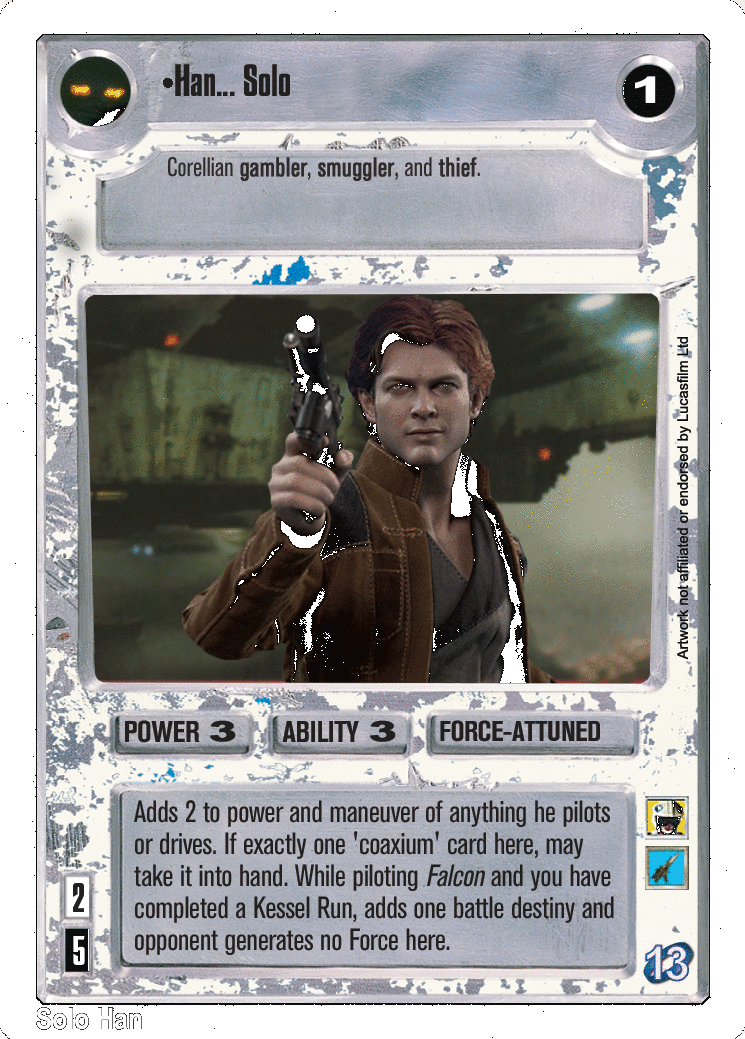 •Han... Solo
1
Corellian gambler, smuggler, and thief.
Artwork not affiliated or endorsed by Lucasfilm Ltd
POWER 3
ABILITY 3
FORCE-ATTUNED
Adds 2 to power and maneuver of anything he pilots
or drives. If exactly one 'coaxium' card here, may
take it into hand. While piloting Falcon and you have
completed a Kessel Run, adds one battle destiny and
opponent generates no Force here.
2
5
13
Solo Han